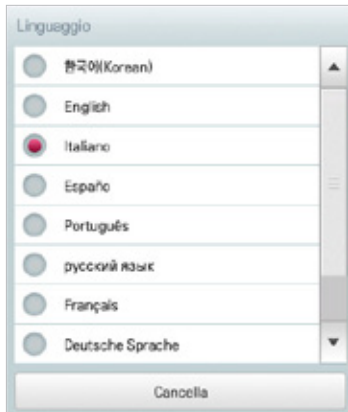 Linguaggio
한국어(Korean)
English
Italiano
Españo
Português
русский язык
Français
Deutsche Sprache
Cancella